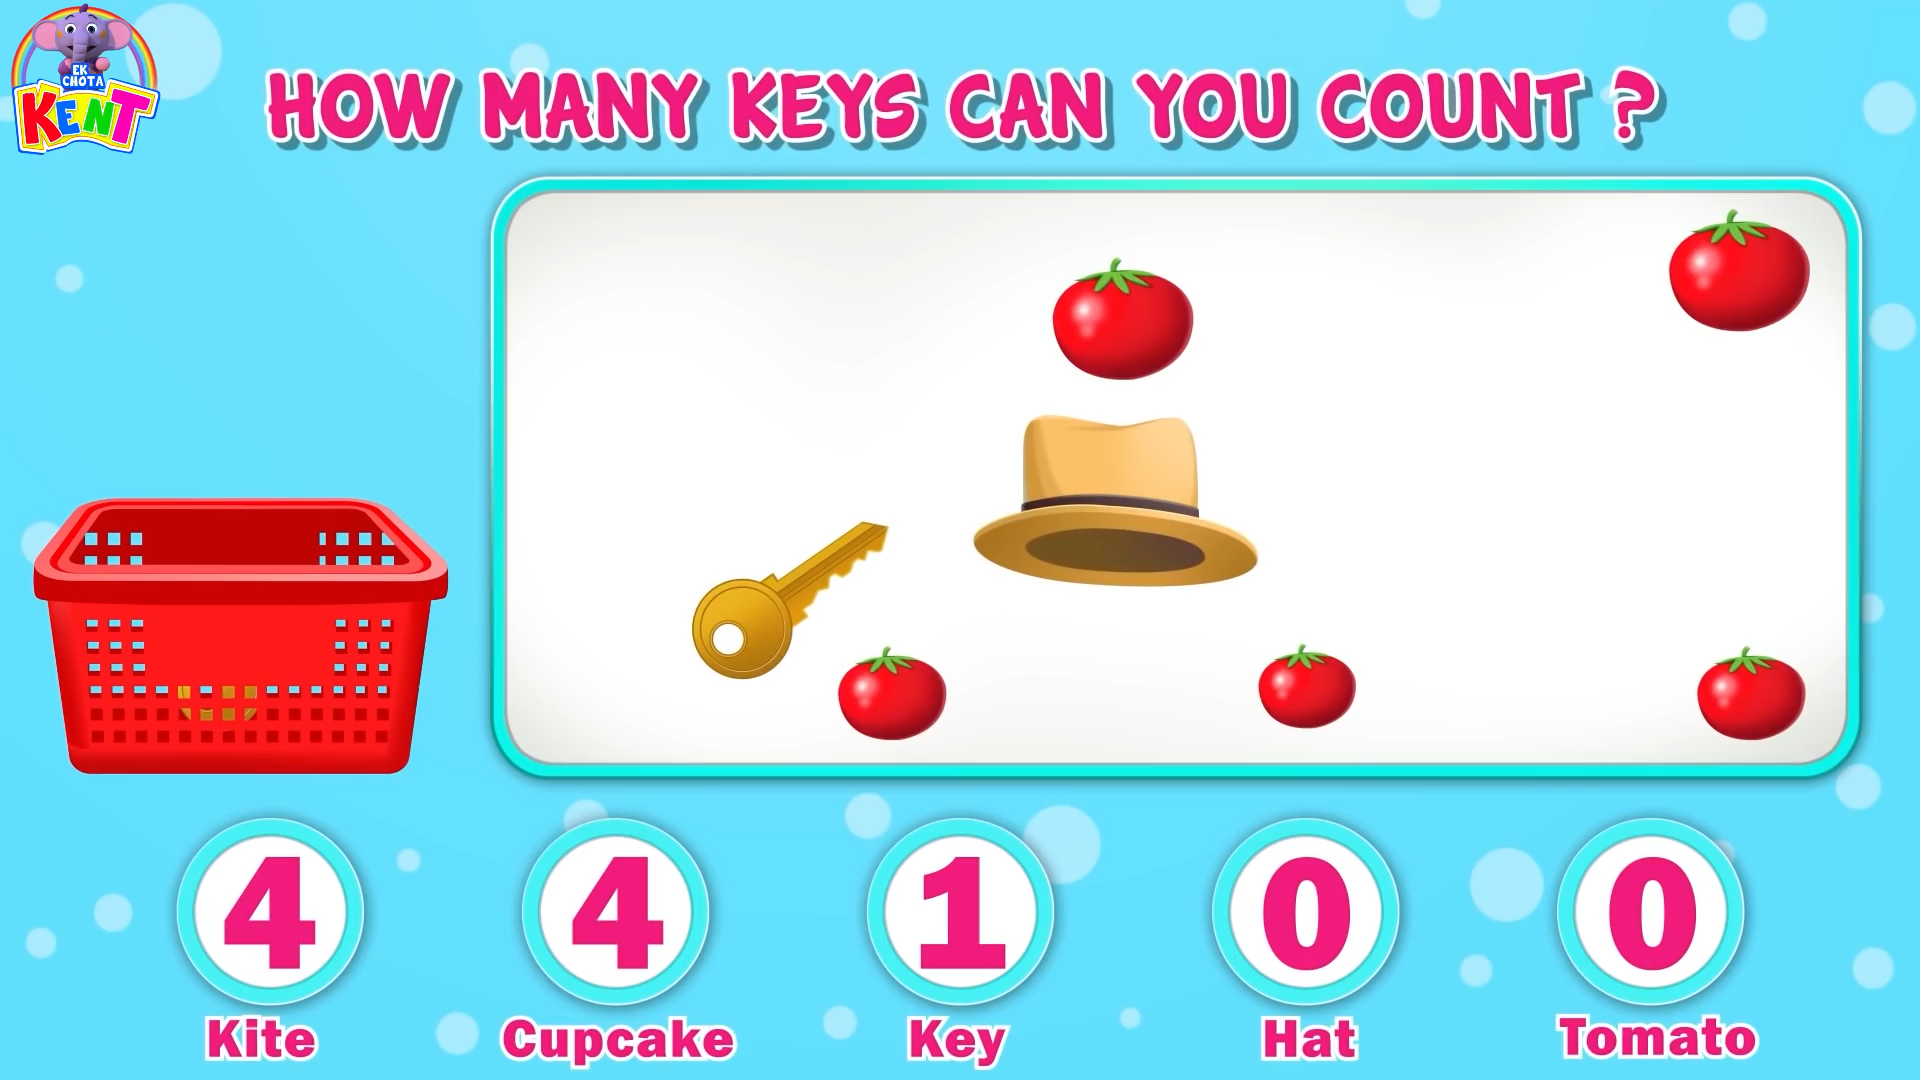 EK
CHOTA
KENT
HOW MANY KEYS CAN YOU COUNT ?
4 4 1 0 0
Kite Cupcake Key Hat Tomato